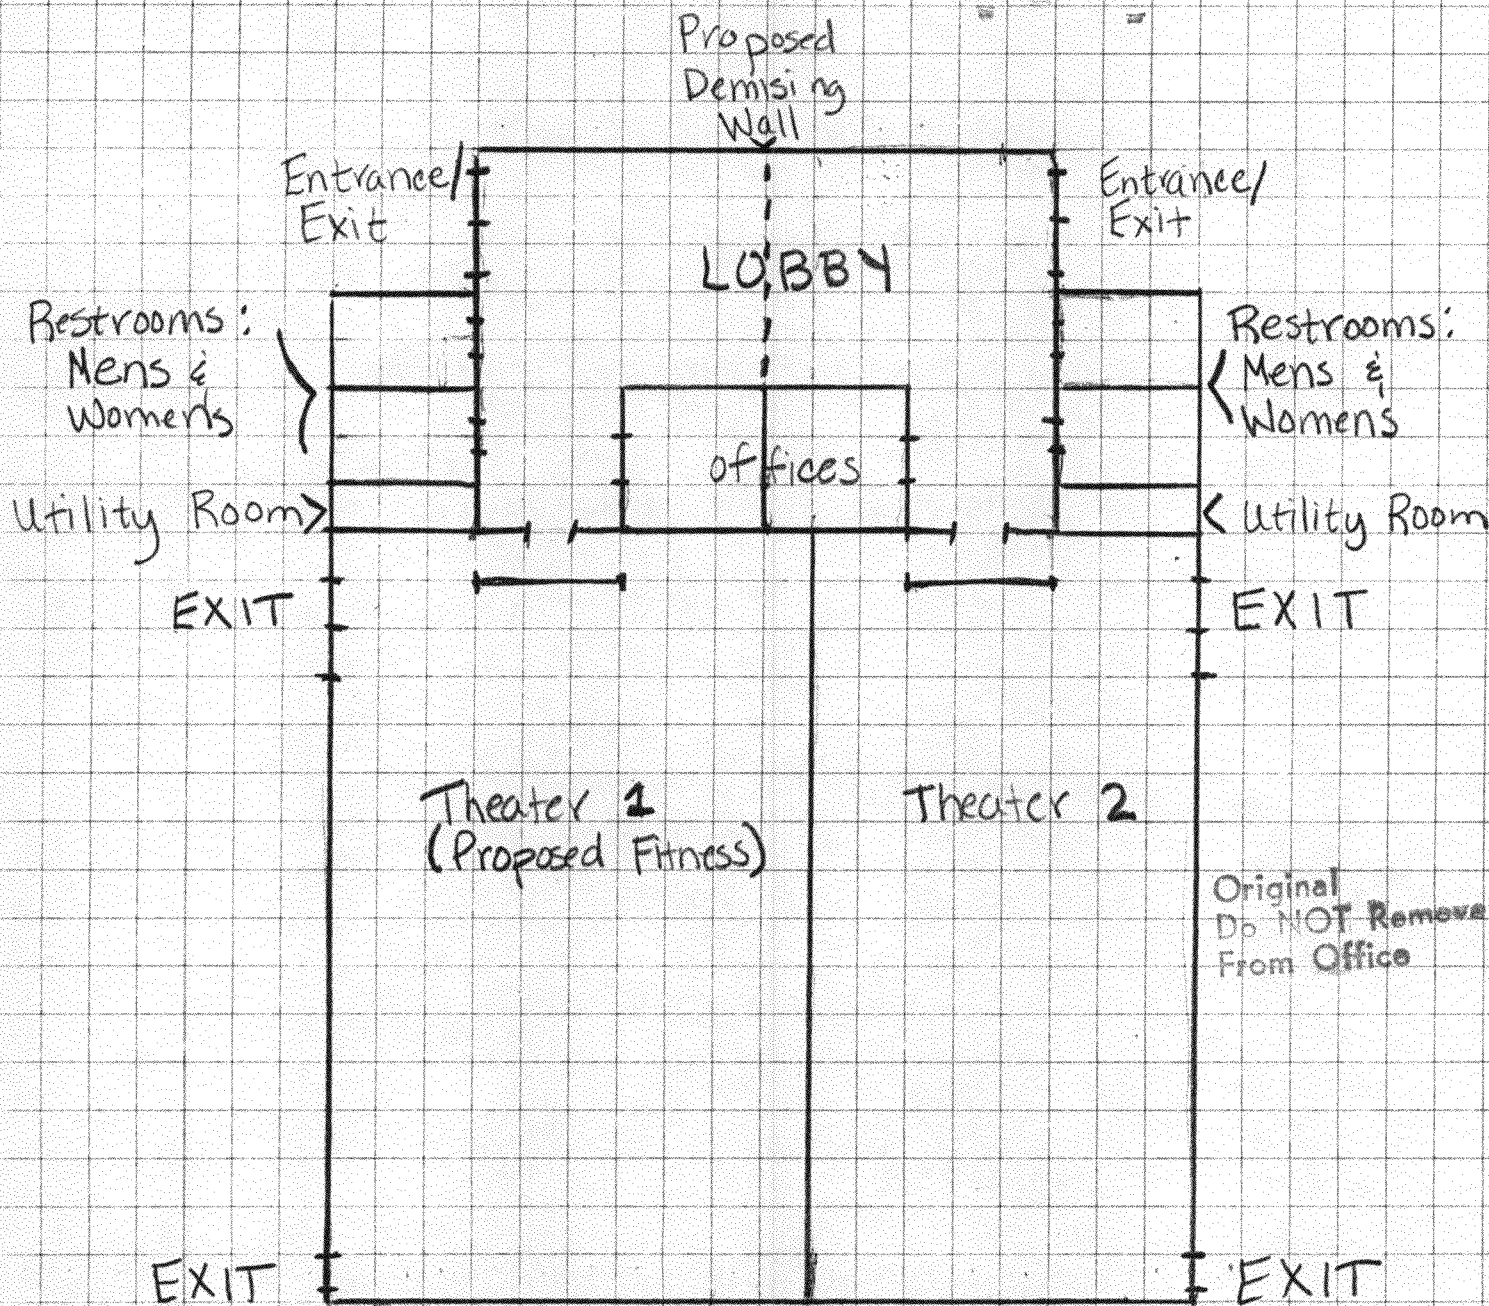 Proposed
Demising
Wall
Entrance/
Exit
Entrance/
Exit
LOBBY
Restrooms:
Mens &
Womens
Restrooms:
Mens &
Womens
offices
Utility Room
Utility Room
EXIT
EXIT
Theater 1
(Proposed Fitness)
Theater 2
Original
Do NOT Remove
From Office
EXIT
EXIT